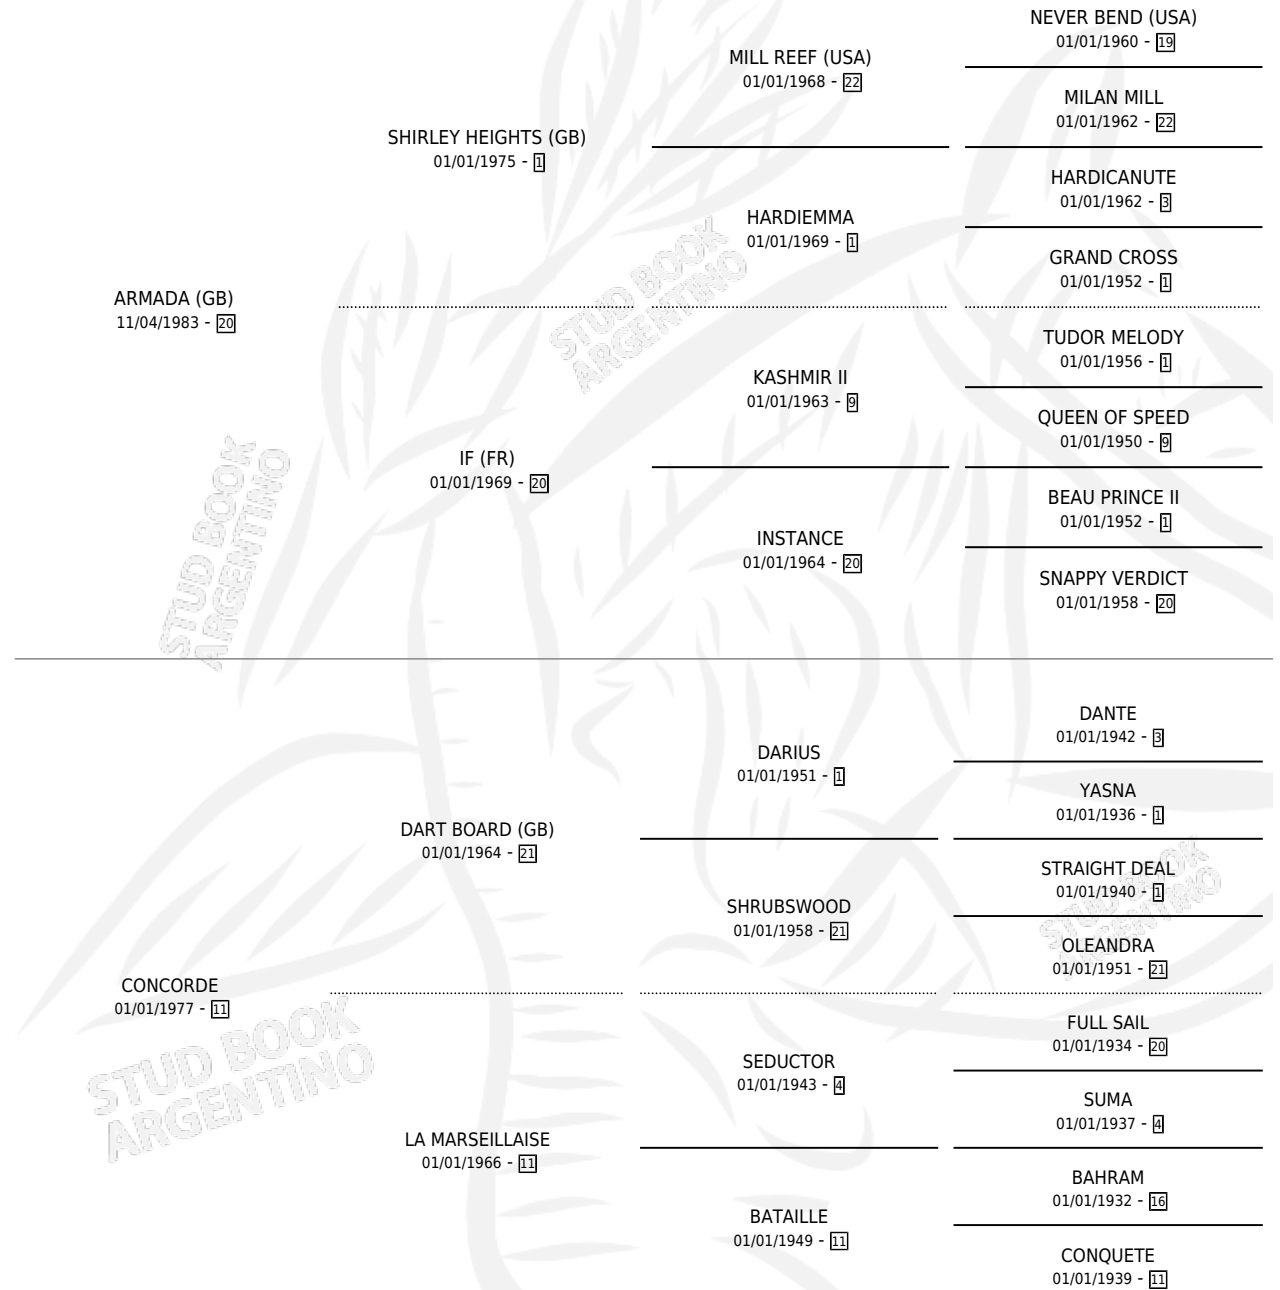 NEVER BEND (USA)
01/01/1960 - 19
MILL REEF (USA)
01/01/1968 - 22
MILAN MILL
01/01/1962 - 22
SHIRLEY HEIGHTS (GB)
01/01/1975 - 1
HARDICANUTE
01/01/1962 - 3
HARDIEMMA
01/01/1969 - 1
GRAND CROSS
01/01/1952 - 1
ARMADA (GB)
11/04/1983 - 20
STUD BOOK
ARGENTINO
TUDOR MELODY
01/01/1956 - 1
KASHMIR II
01/01/1963 - 9
QUEEN OF SPEED
01/01/1950 - 9
IF (FR)
01/01/1969 - 20
BEAU PRINCE II
01/01/1952 - 1
INSTANCE
01/01/1964 - 20
SNAPPY VERDICT
01/01/1958 - 20
STUD BOOK
ARGENTINO
DANTE
01/01/1942 - 3
DARIUS
01/01/1951 - 1
YASNA
01/01/1936 - 1
DART BOARD (GB)
01/01/1964 - 21
STRAIGHT DEAL
01/01/1940 - 1
STUD BOOK
ARGENTINO
SHRUBSWOOD
01/01/1958 - 21
OLEANDRA
01/01/1951 - 21
CONCORDE
01/01/1977 - 11
STUD BOOK
ARGENTINO
FULL SAIL
01/01/1934 - 20
SEDUCTOR
01/01/1943 - 4
SUMA
01/01/1937 - 4
LA MARSEILLAISE
01/01/1966 - 11
BAHRAM
01/01/1932 - 16
BATAILLE
01/01/1949 - 11
CONQUETE
01/01/1939 - 11